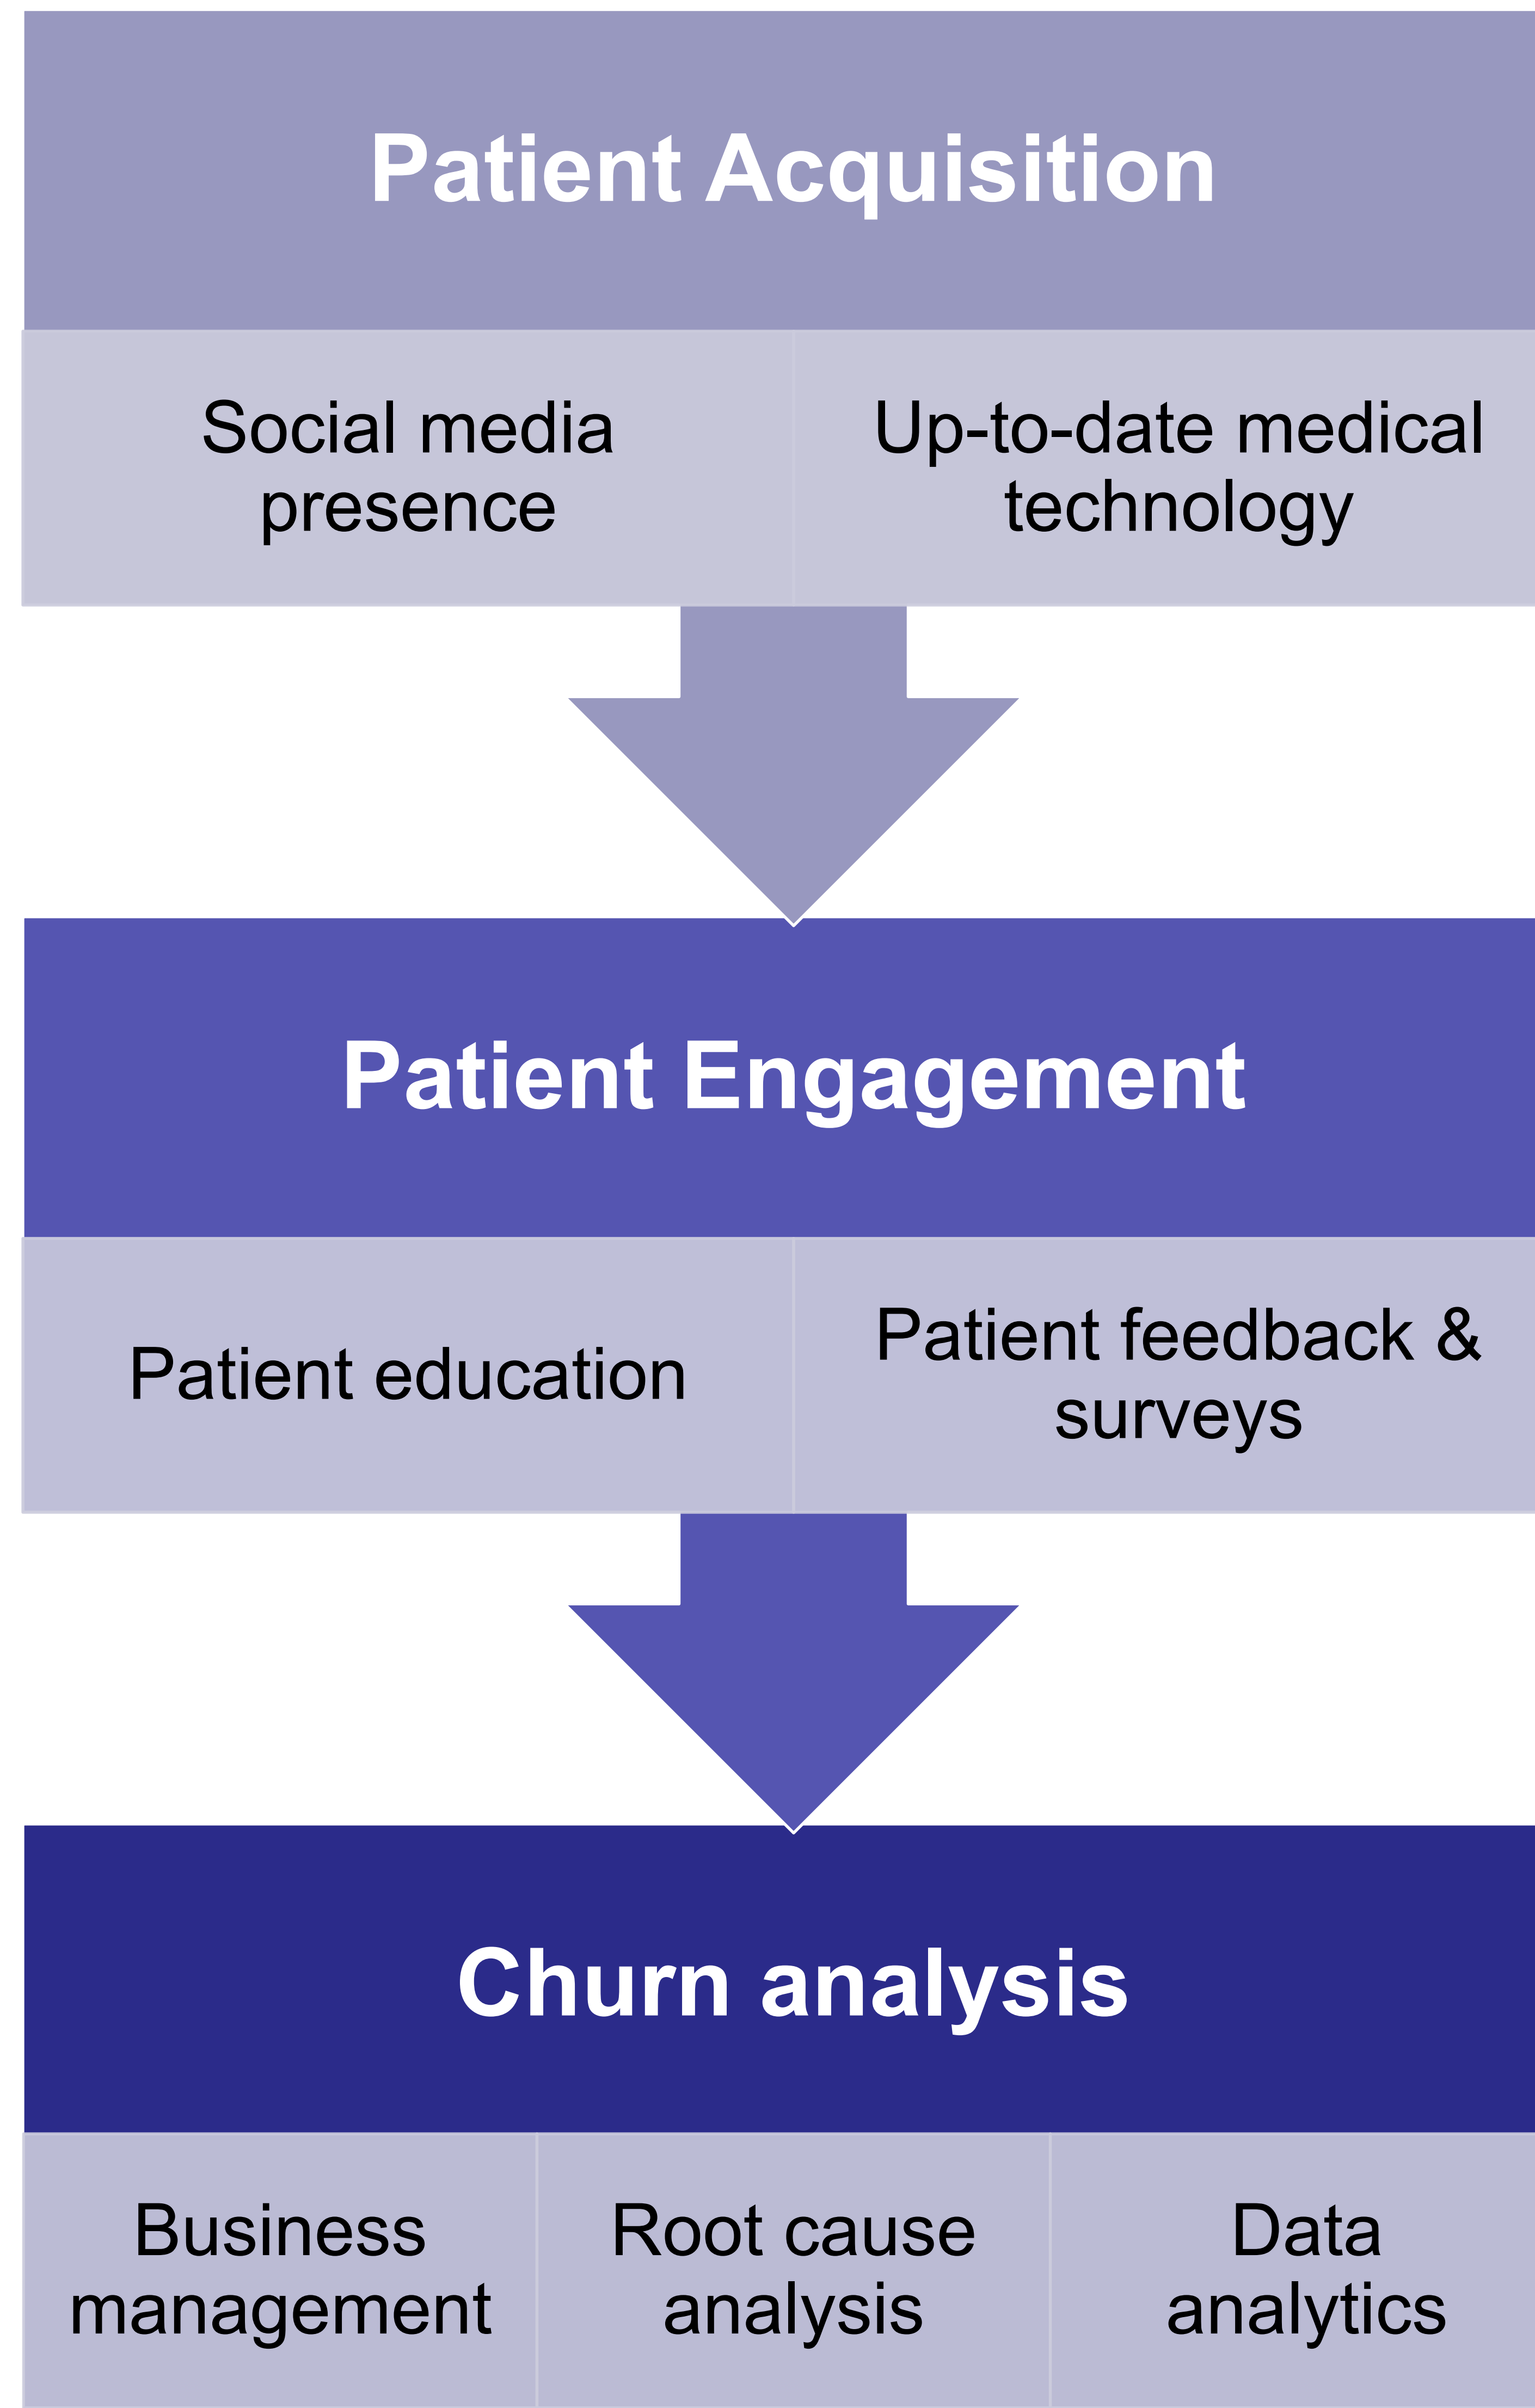 Patient Acquisition
Social media
presence
Up-to-date medical
technology
Patient Engagement
Patient education
Patient feedback &
surveys
Churn analysis
Business
management
Root cause
analysis
Data
analytics